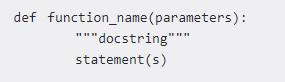 def function_name(parameters):
"""docstring"""
statement(s)